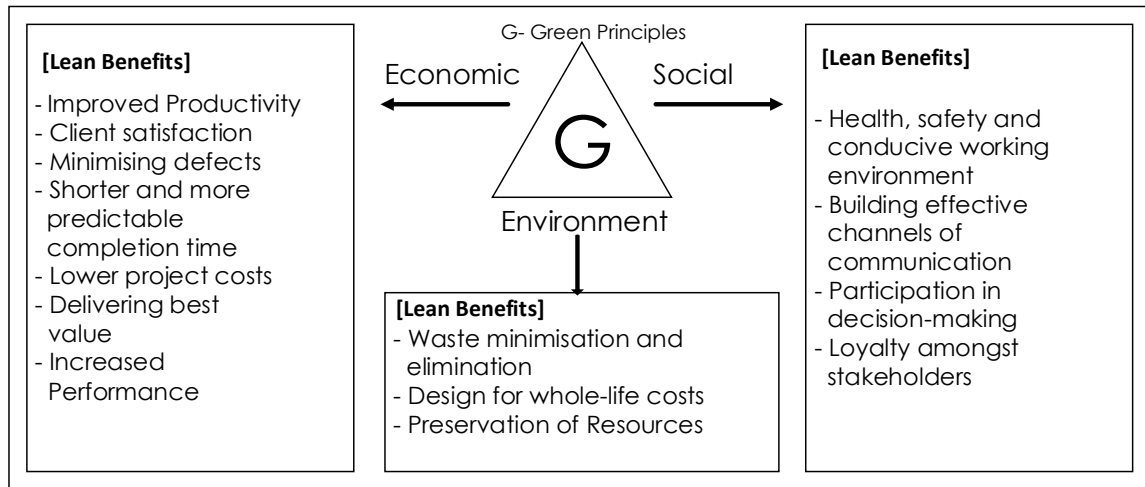 G- Green Principles
[Lean Benefits]
- Improved Productivity
- Client satisfaction
- Minimising defects
- Shorter and more
predictable
completion time
- Lower project costs
- Delivering best
value
- Increased
Performance
Economic
Social
G
Environment
[Lean Benefits]
- Waste minimisation and
elimination
- Design for whole-life costs
- Preservation of Resources
[Lean Benefits]
- Health, safety and
conducive working
environment
- Building effective
channels of
communication
- Participation in
decision-making
- Loyalty amongst
stakeholders